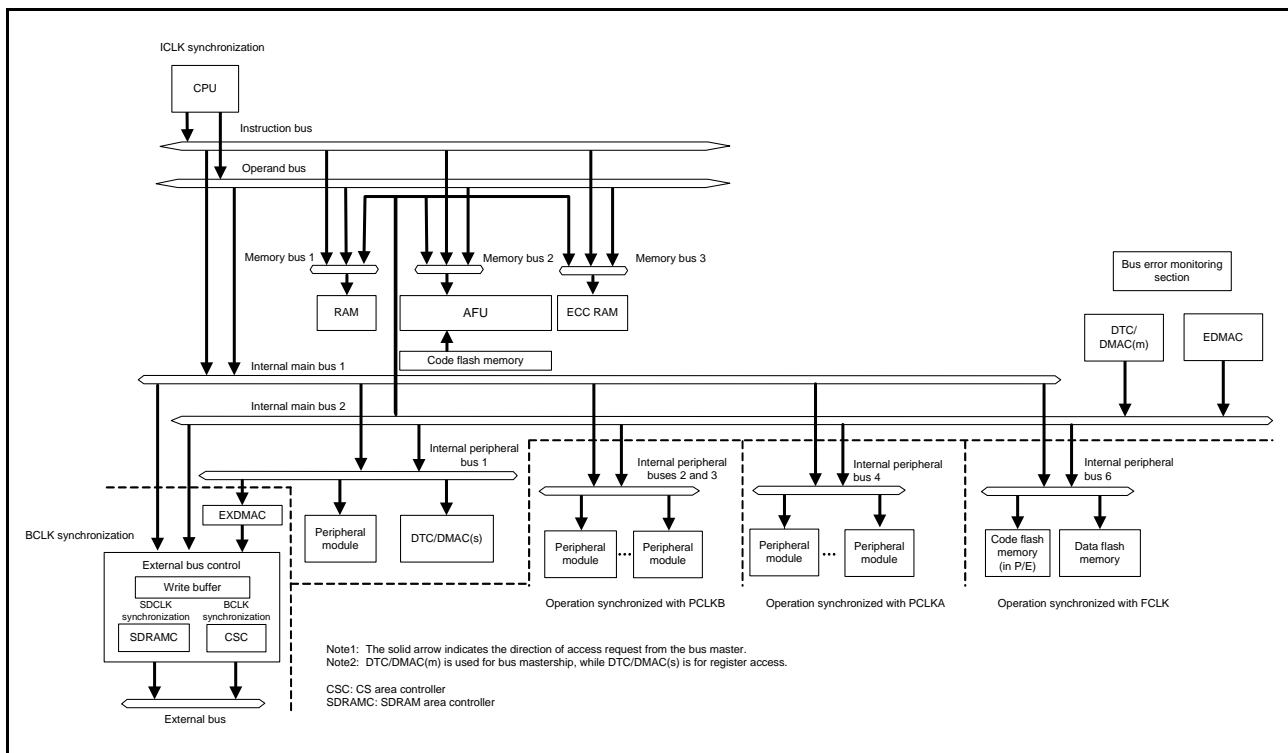 ICLK synchronization
CPU
Instruction bus
Operand bus
Memory bus 1
Memory bus 2
Memory bus 3
RAM
AFU
ECC RAM
Code flash memory
Bus error monitoring
section
DTC/
DMAC(m)
EDMAC
Internal main bus 1
Internal main bus 2
Internal peripheral
bus 1
Internal peripheral
buses 2 and 3
Internal peripheral
bus 4
Internal peripheral
bus 6
BCLK synchronization
EXDMAC
Peripheral
module
DTC/DMAC(s)
Peripheral
module
...
Peripheral
module
Peripheral
module
...
Peripheral
module
Code flash
memory
(in P/E)
Data flash
memory
External bus control
Write buffer
SDCLK
synchronization
BCLK
synchronization
SDRAMC
CSC
External bus
Operation synchronized with PCLKB
Operation synchronized with PCLKA
Operation synchronized with FCLK
Note1: The solid arrow indicates the direction of access request from the bus master.
Note2: DTC/DMAC(m) is used for bus mastership, while DTC/DMAC(s) is for register access.
CSC: CS area controller
SDRAMC: SDRAM area controller